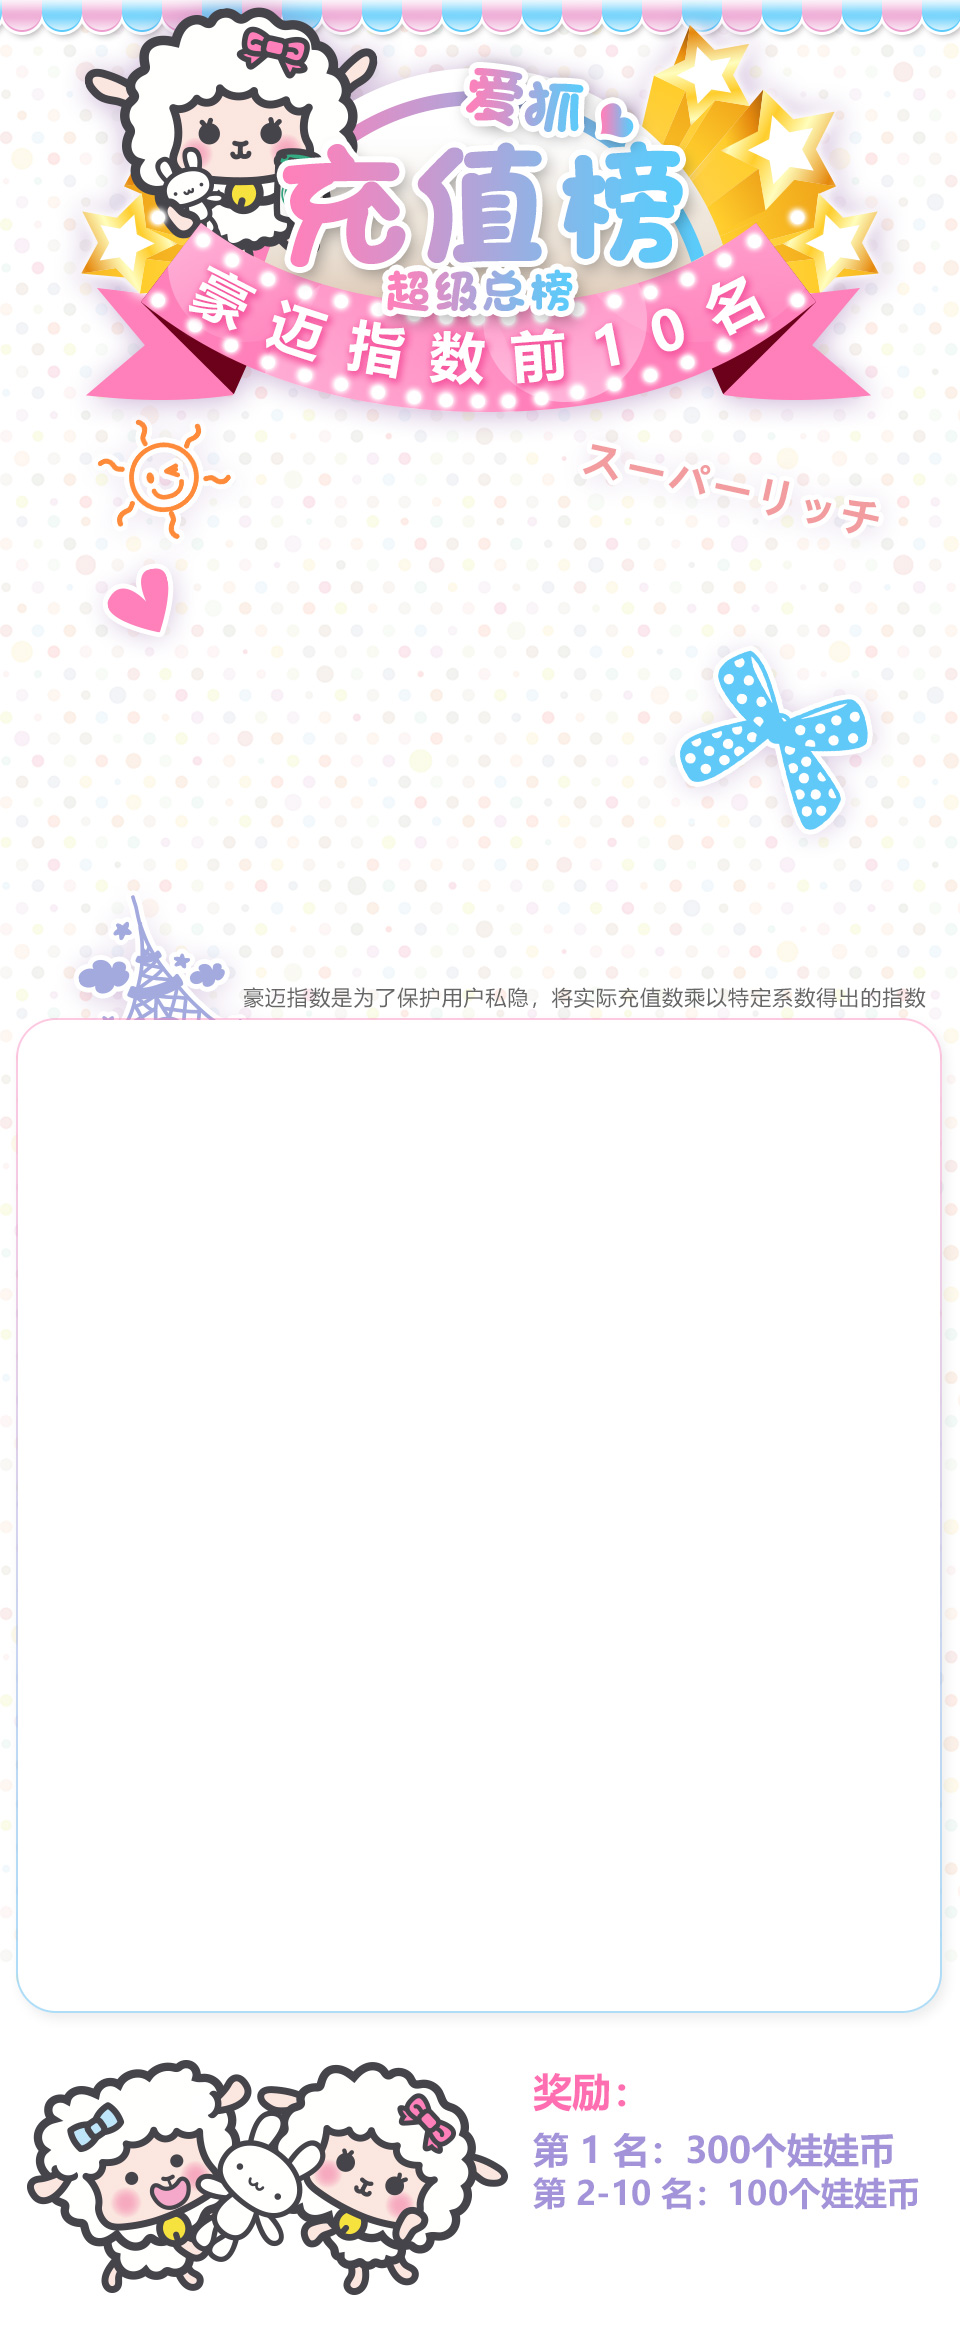 爱抓
充值榜
超级总榜
豪迈指数前10名
スーパーリッチ
豪迈指数是为了保护用户私隐，将实际充值数乘以特定系数得出的指数
奖励：
第 1 名：300个娃娃币
第 2-10 名：100个娃娃币